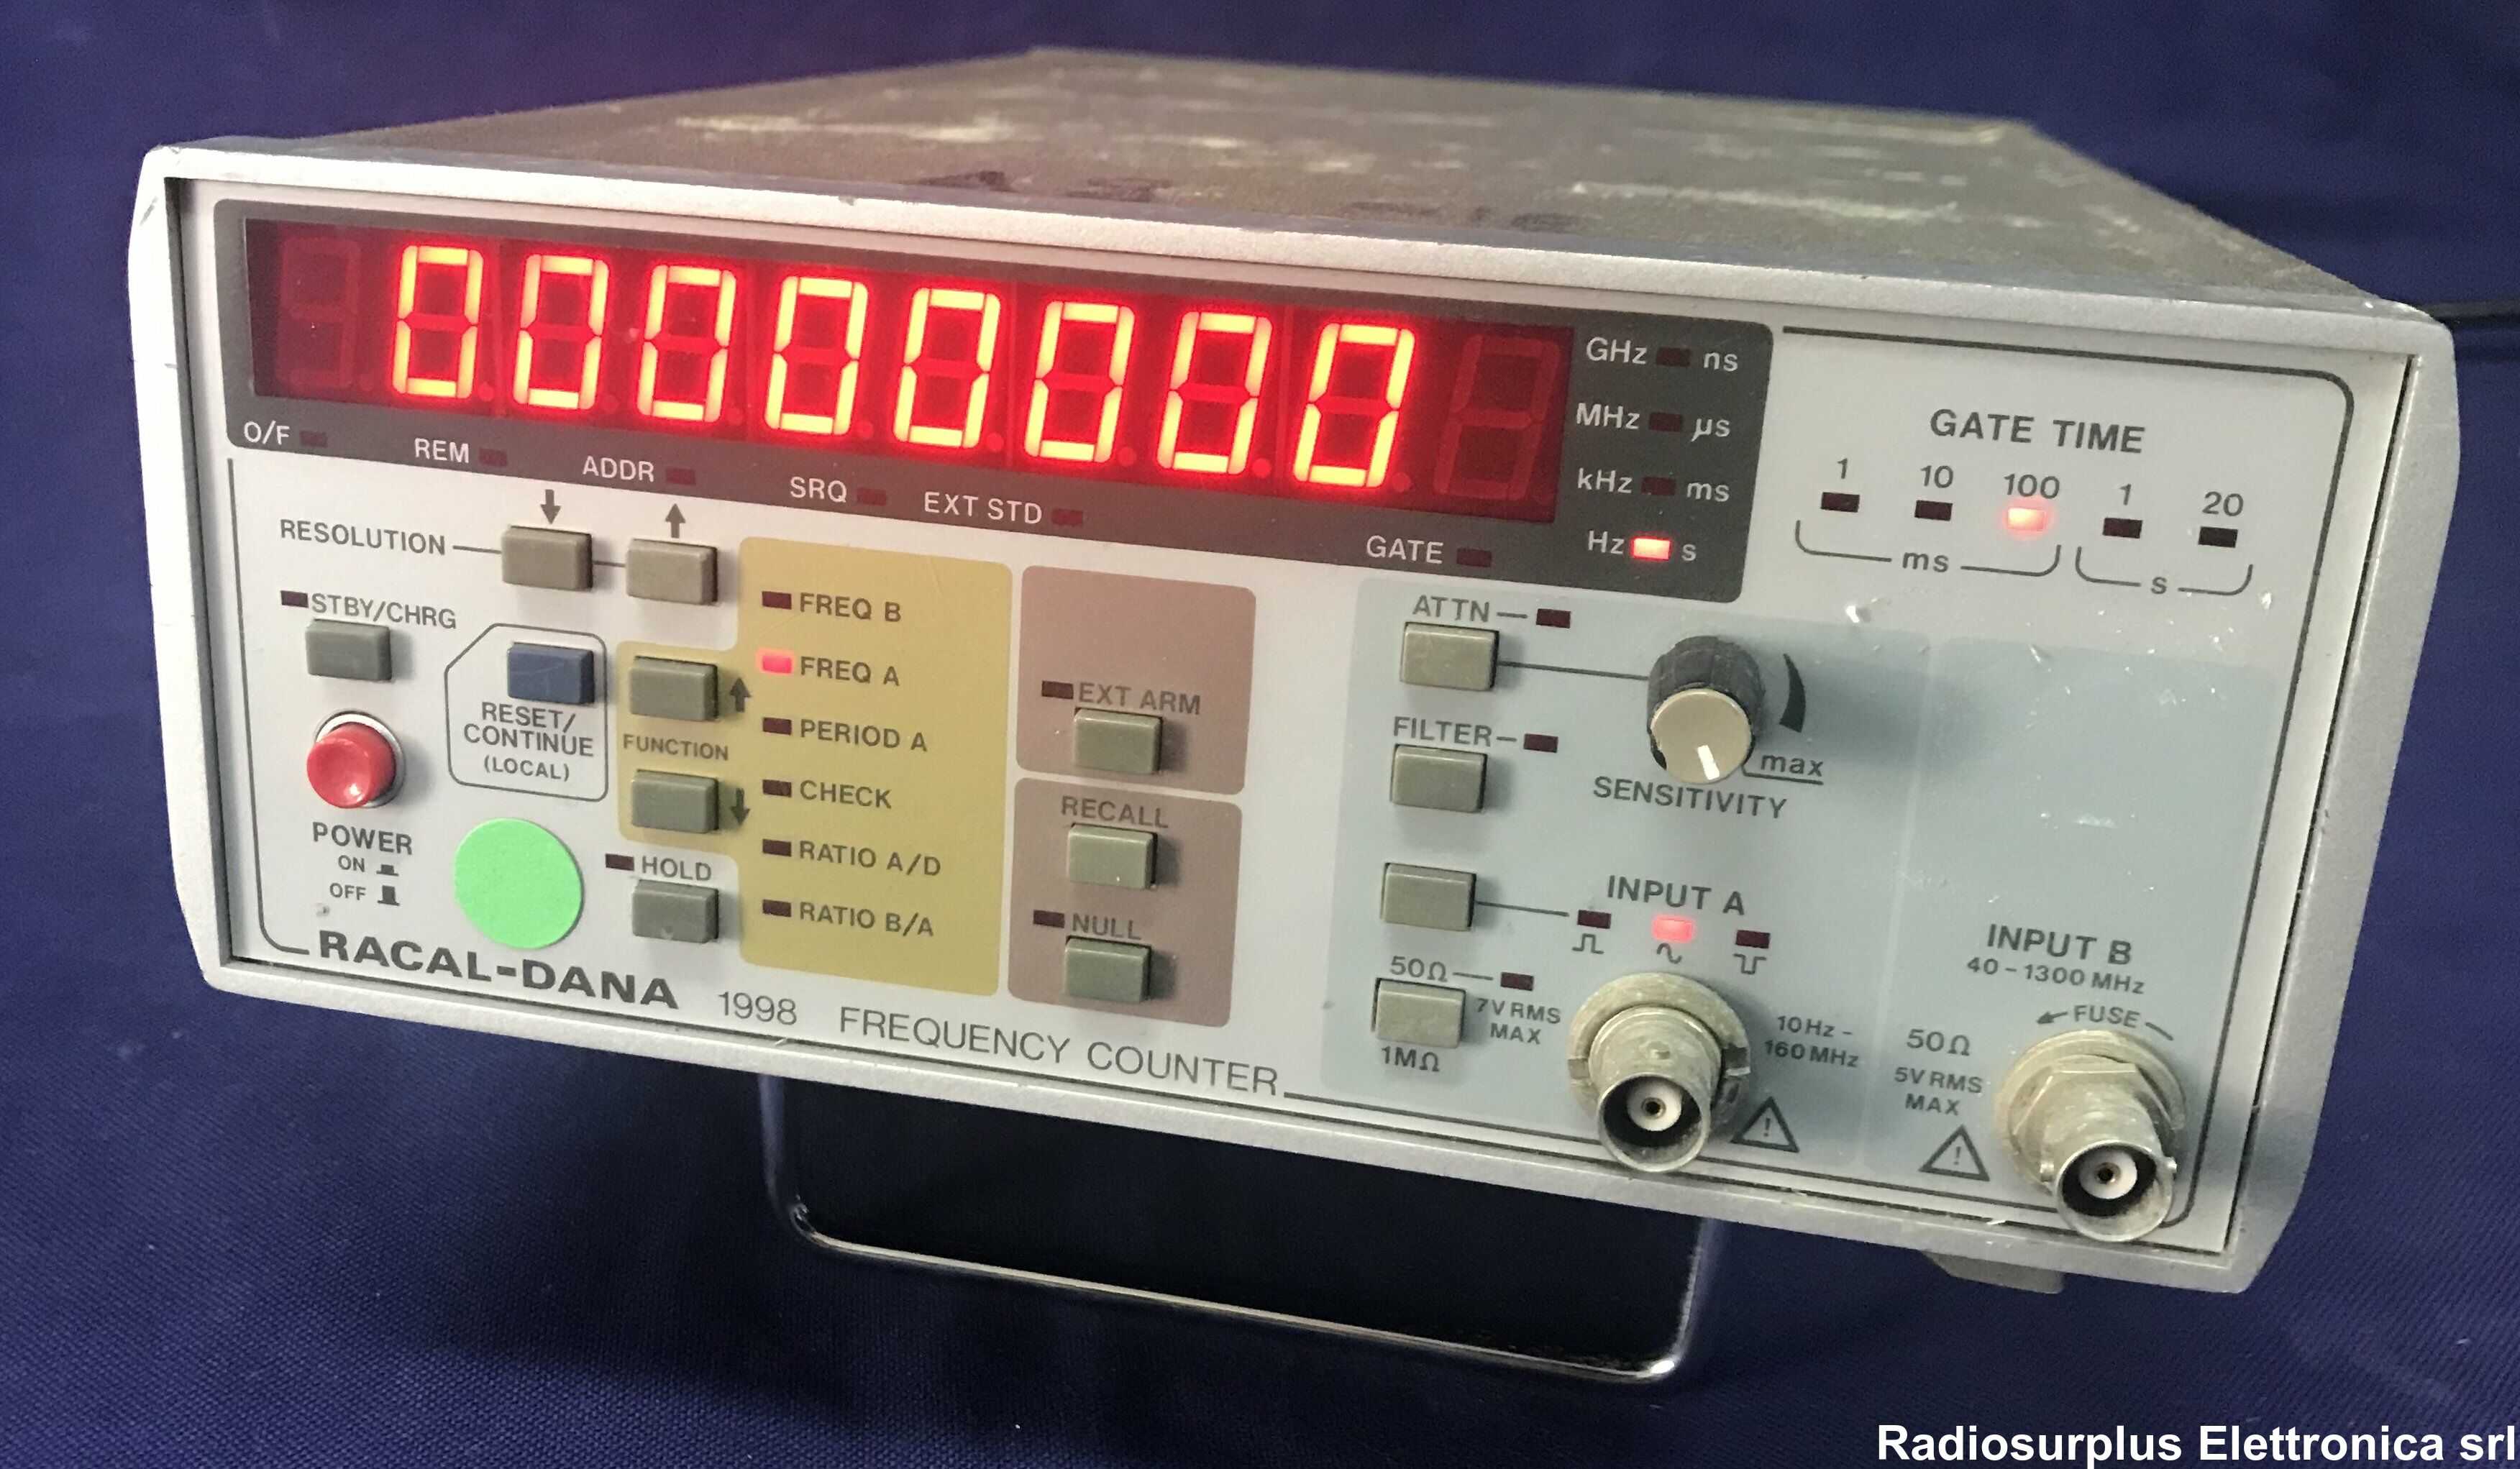 00000000
GHz ns
MHz µs
kHz ms
Hz s
O/F REM ADDR SRQ EXT STD GATE
GATE TIME
1 10 100 1 20
ms s
RESOLUTION
STBY/CHRG
RESET/
CONTINUE
(LOCAL)
FUNCTION
POWER
ON
OFF
HOLD
FREQ B
FREQ A
PERIOD A
CHECK
RATIO A/D
RATIO B/A
EXT ARM
RECALL
NULL
ATTN
FILTER
SENSITIVITY
max
INPUT A
50Ω
7V RMS
MAX
1MΩ
10Hz –
160MHz
INPUT B
40–1300 MHz
FUSE
50Ω
5V RMS
MAX
!
!
RACAL-DANA 1998 FREQUENCY COUNTER
Radiosurplus Elettronica srl